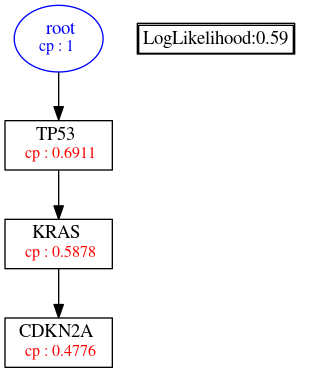 root
cp : 1
LogLikelihood:0.59
TP53
cp : 0.6911
KRAS
cp : 0.5878
CDKN2A
cp : 0.4776